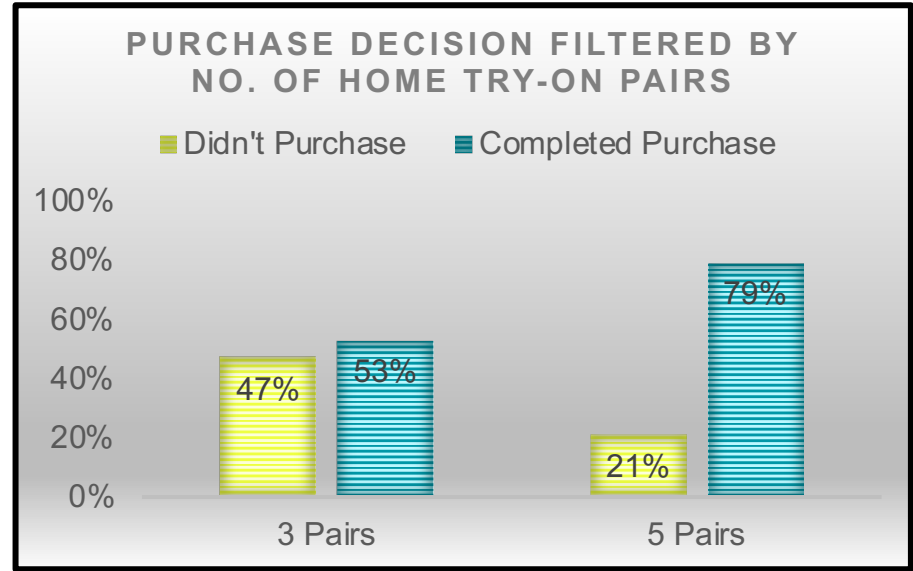 PURCHASE DECISION FILTERED BY
NO. OF HOME TRY-ON PAIRS
Didn't Purchase Completed Purchase
100%
80%
60%
40%
20%
0%
47% 53%
21% 79%
3 Pairs 5 Pairs